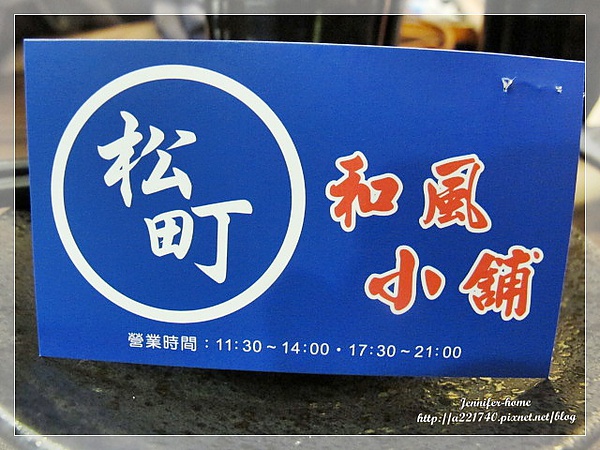 松町
和風
小舖
營業時間：11:30～14:00・17:30～21:00
Jennifer-home
http://a221740.pixnet.net/blog